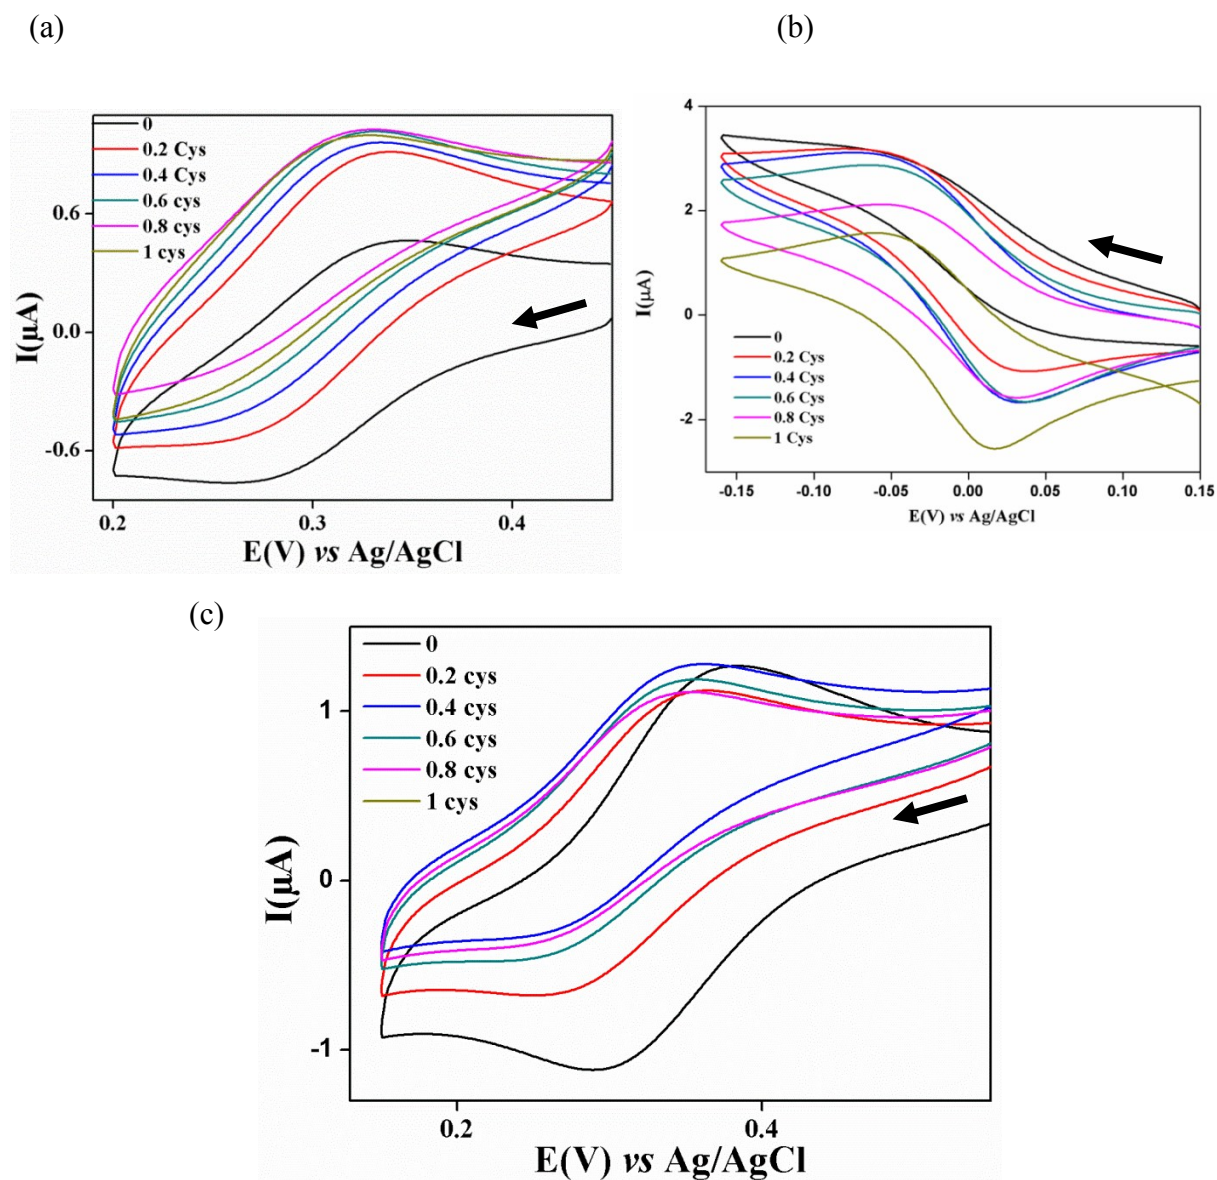 (a)
(b)
0
0.2 Cys
0.4 Cys
0.6 cys
0.8 cys
1 cys
0.6
0.0
-0.6
I(μA)
0.2
0.3
0.4
E(V) vs Ag/AgCl
4
2
0
-2
I(μA)
0
0.2 Cys
0.4 Cys
0.6 Cys
0.8 Cys
1 Cys
-0.15
-0.10
-0.05
0.00
0.05
0.10
0.15
E(V) vs Ag/AgCl
(c)
0
0.2 cys
0.4 cys
0.6 cys
0.8 cys
1 cys
1
0
-1
I(μA)
0.2
0.4
E(V) vs Ag/AgCl